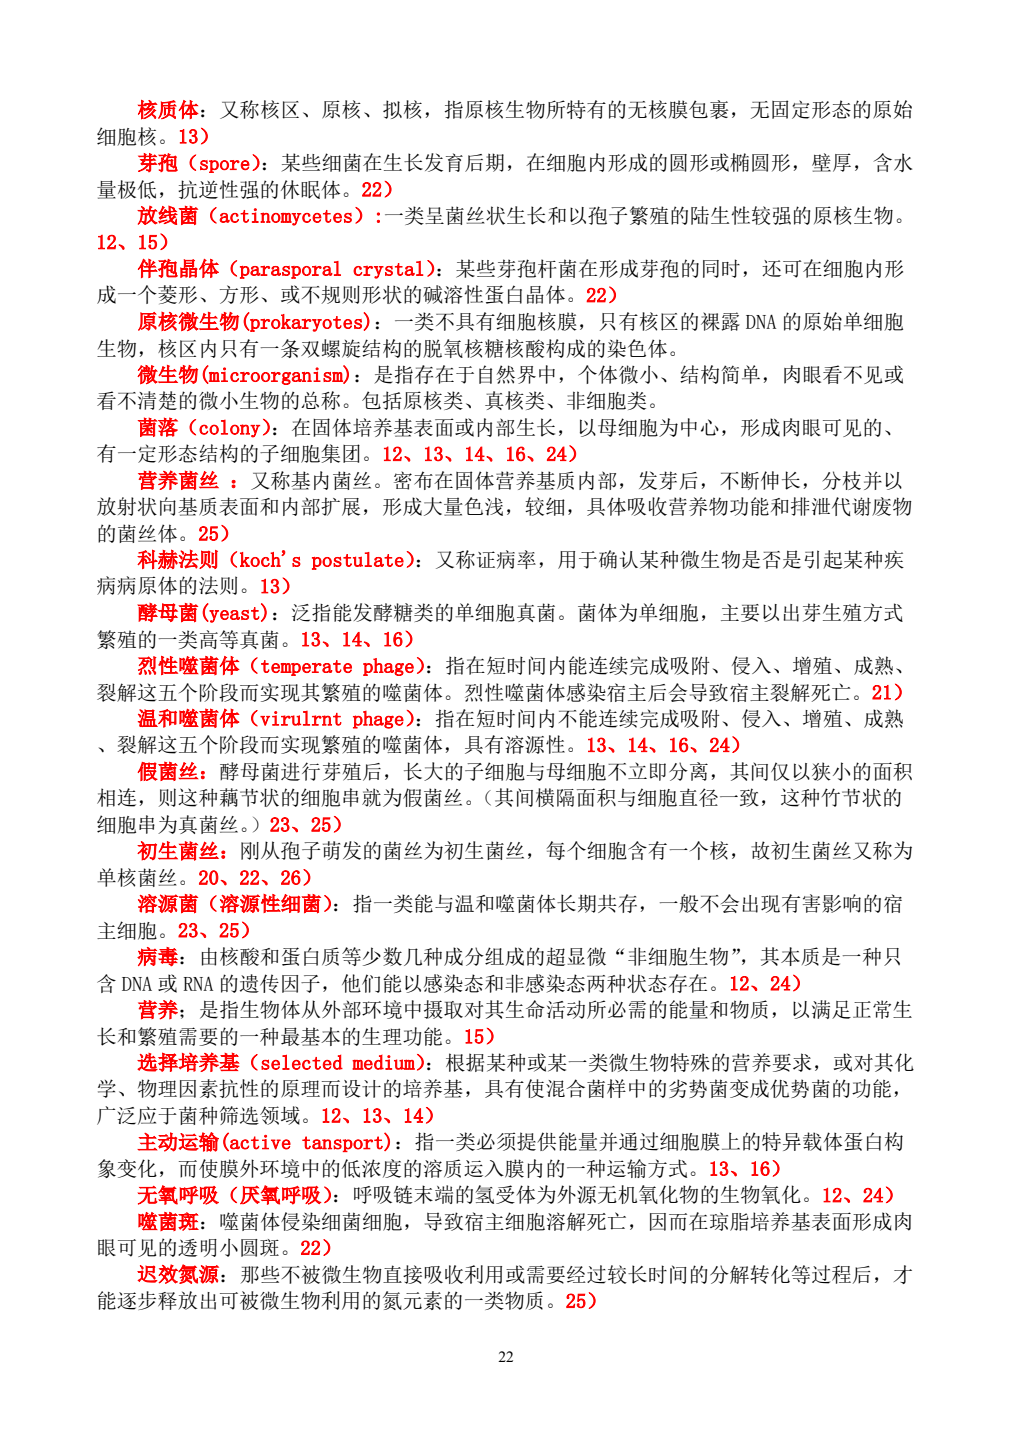 核质体：又称核区、原核、拟核，指原核生物所特有的无核膜包裹，无固定形态的原始
细胞核。13）
芽孢（spore）：某些细菌在生长发育后期，在细胞内形成的圆形或椭圆形，壁厚，含水
量极低，抗逆性强的休眠体。22）
放线菌（actinomycetes）:一类呈菌丝状生长和以孢子繁殖的陆生性较强的原核生物。
12、15）
伴孢晶体（parasporal crystal）：某些芽孢杆菌在形成芽孢的同时，还可在细胞内形
成一个菱形、方形、或不规则形状的碱溶性蛋白晶体。22）
原核微生物(prokaryotes)：一类不具有细胞核膜，只有核区的裸露 DNA 的原始单细胞
生物，核区内只有一条双螺旋结构的脱氧核糖核酸构成的染色体。
微生物(microorganism)：是指存在于自然界中，个体微小、结构简单，肉眼看不见或
看不清楚的微小生物的总称。包括原核类、真核类、非细胞类。
菌落（colony）：在固体培养基表面或内部生长，以母细胞为中心，形成肉眼可见的、
有一定形态结构的子细胞集团。12、13、14、16、24）
营养菌丝 ：又称基内菌丝。密布在固体营养基质内部，发芽后，不断伸长，分枝并以
放射状向基质表面和内部扩展，形成大量色浅，较细，具体吸收营养物功能和排泄代谢废物
的菌丝体。25）
科赫法则（koch's postulate）：又称证病率，用于确认某种微生物是否是引起某种疾
病病原体的法则。13）
酵母菌(yeast)：泛指能发酵糖类的单细胞真菌。菌体为单细胞，主要以出芽生殖方式
繁殖的一类高等真菌。13、14、16）
烈性噬菌体（temperate phage）：指在短时间内能连续完成吸附、侵入、增殖、成熟、
裂解这五个阶段而实现其繁殖的噬菌体。烈性噬菌体感染宿主后会导致宿主裂解死亡。21）
温和噬菌体（virulrnt phage）：指在短时间内不能连续完成吸附、侵入、增殖、成熟
、裂解这五个阶段而实现繁殖的噬菌体，具有溶源性。13、14、16、24）
假菌丝：酵母菌进行芽殖后，长大的子细胞与母细胞不立即分离，其间仅以狭小的面积
相连，则这种藕节状的细胞串就为假菌丝。（其间横隔面积与细胞直径一致，这种竹节状的
细胞串为真菌丝。）23、25）
初生菌丝：刚从孢子萌发的菌丝为初生菌丝，每个细胞含有一个核，故初生菌丝又称为
单核菌丝。20、22、26）
溶源菌（溶源性细菌）：指一类能与温和噬菌体长期共存，一般不会出现有害影响的宿
主细胞。23、25）
病毒：由核酸和蛋白质等少数几种成分组成的超显微“非细胞生物”，其本质是一种只
含 DNA 或 RNA 的遗传因子，他们能以感染态和非感染态两种状态存在。12、24）
营养；是指生物体从外部环境中摄取对其生命活动所必需的能量和物质，以满足正常生
长和繁殖需要的一种最基本的生理功能。15）
选择培养基（selected medium）：根据某种或某一类微生物特殊的营养要求，或对其化
学、物理因素抗性的原理而设计的培养基，具有使混合菌样中的劣势菌变成优势菌的功能，
广泛应于菌种筛选领域。12、13、14）
主动运输(active tansport)：指一类必须提供能量并通过细胞膜上的特异载体蛋白构
象变化，而使膜外环境中的低浓度的溶质运入膜内的一种运输方式。13、16）
无氧呼吸（厌氧呼吸）：呼吸链末端的氢受体为外源无机氧化物的生物氧化。12、24）
噬菌斑：噬菌体侵染细菌细胞，导致宿主细胞溶解死亡，因而在琼脂培养基表面形成肉
眼可见的透明小圆斑。22）
迟效氮源：那些不被微生物直接吸收利用或需要经过较长时间的分解转化等过程后，才
能逐步释放出可被微生物利用的氮元素的一类物质。25）
22